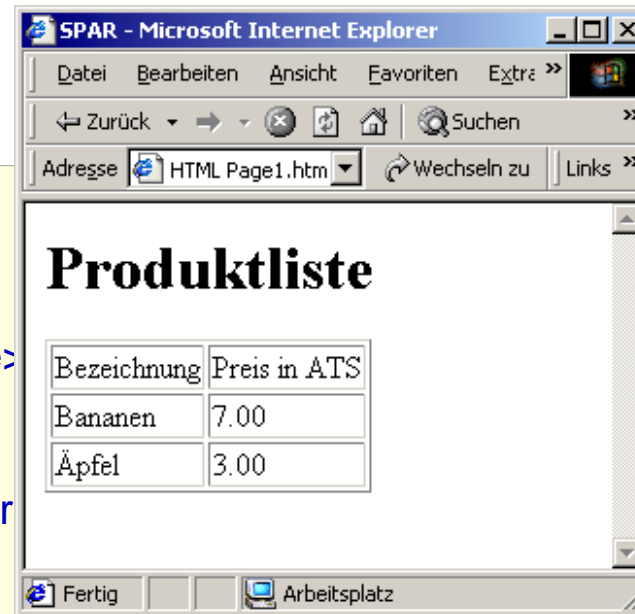 SPAR - Microsoft Internet Explorer
Datei Bearbeiten Ansicht Favoriten Extra »
Zurück Suchen »
Adresse HTML Page1.htm Wechseln zu Links »
Produktliste
>
Bezeichnung Preis in ATS
Bananen 7.00
Äpfel 3.00
r
Fertig Arbeitsplatz